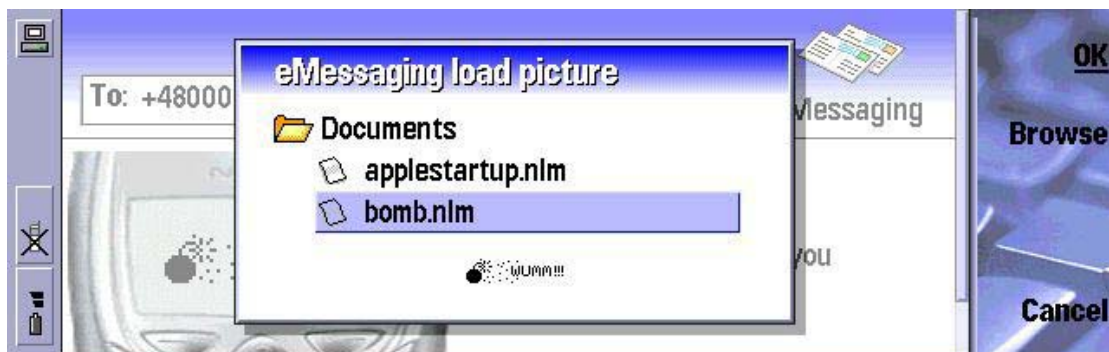 eMessaging load picture
To: +48000
Messaging
Documents
applestartup.nlm
bomb.nlm
WUMM!!!
you
OK
Browse
Cancel